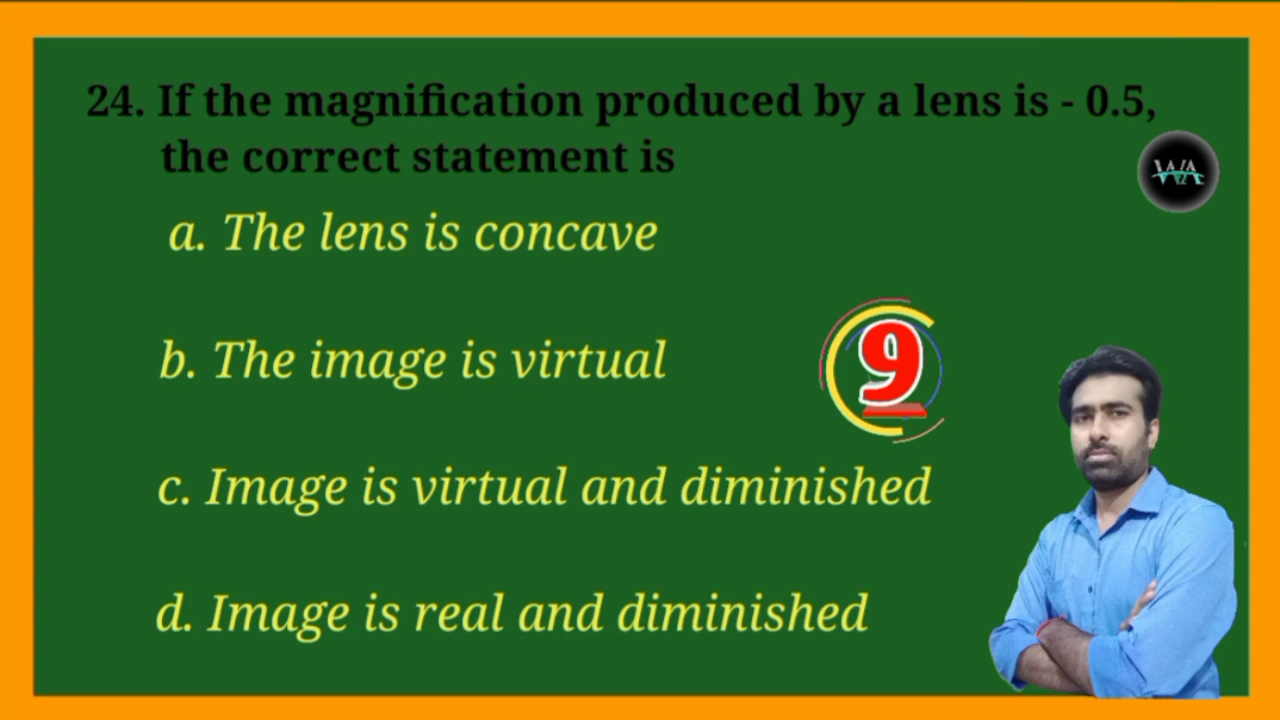 24. If the magnification produced by a lens is - 0.5,
the correct statement is
a. The lens is concave
b. The image is virtual
9
c. Image is virtual and diminished
d. Image is real and diminished